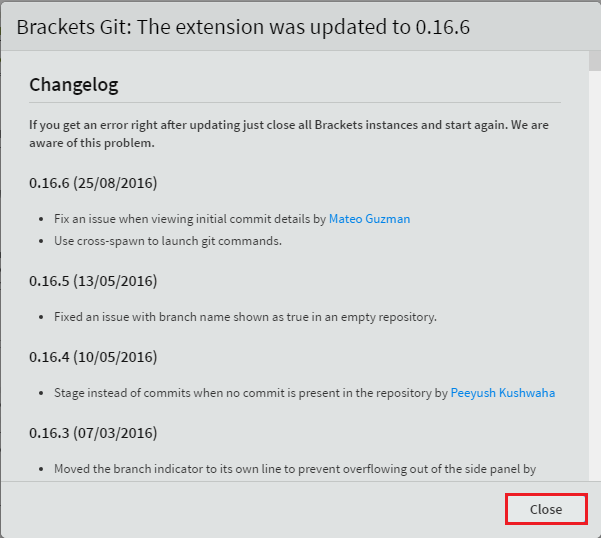 Brackets Git: The extension was updated to 0.16.6
Changelog
If you get an error right after updating just close all Brackets instances and start again. We are
aware of this problem.
0.16.6 (25/08/2016)
• Fix an issue when viewing initial commit details by Mateo Guzman
• Use cross-spawn to launch git commands.
0.16.5 (13/05/2016)
• Fixed an issue with branch name shown as true in an empty repository.
0.16.4 (10/05/2016)
• Stage instead of commits when no commit is present in the repository by Peeyush Kushwaha
0.16.3 (07/03/2016)
• Moved the branch indicator to its own line to prevent overflowing out of the side panel by
Close